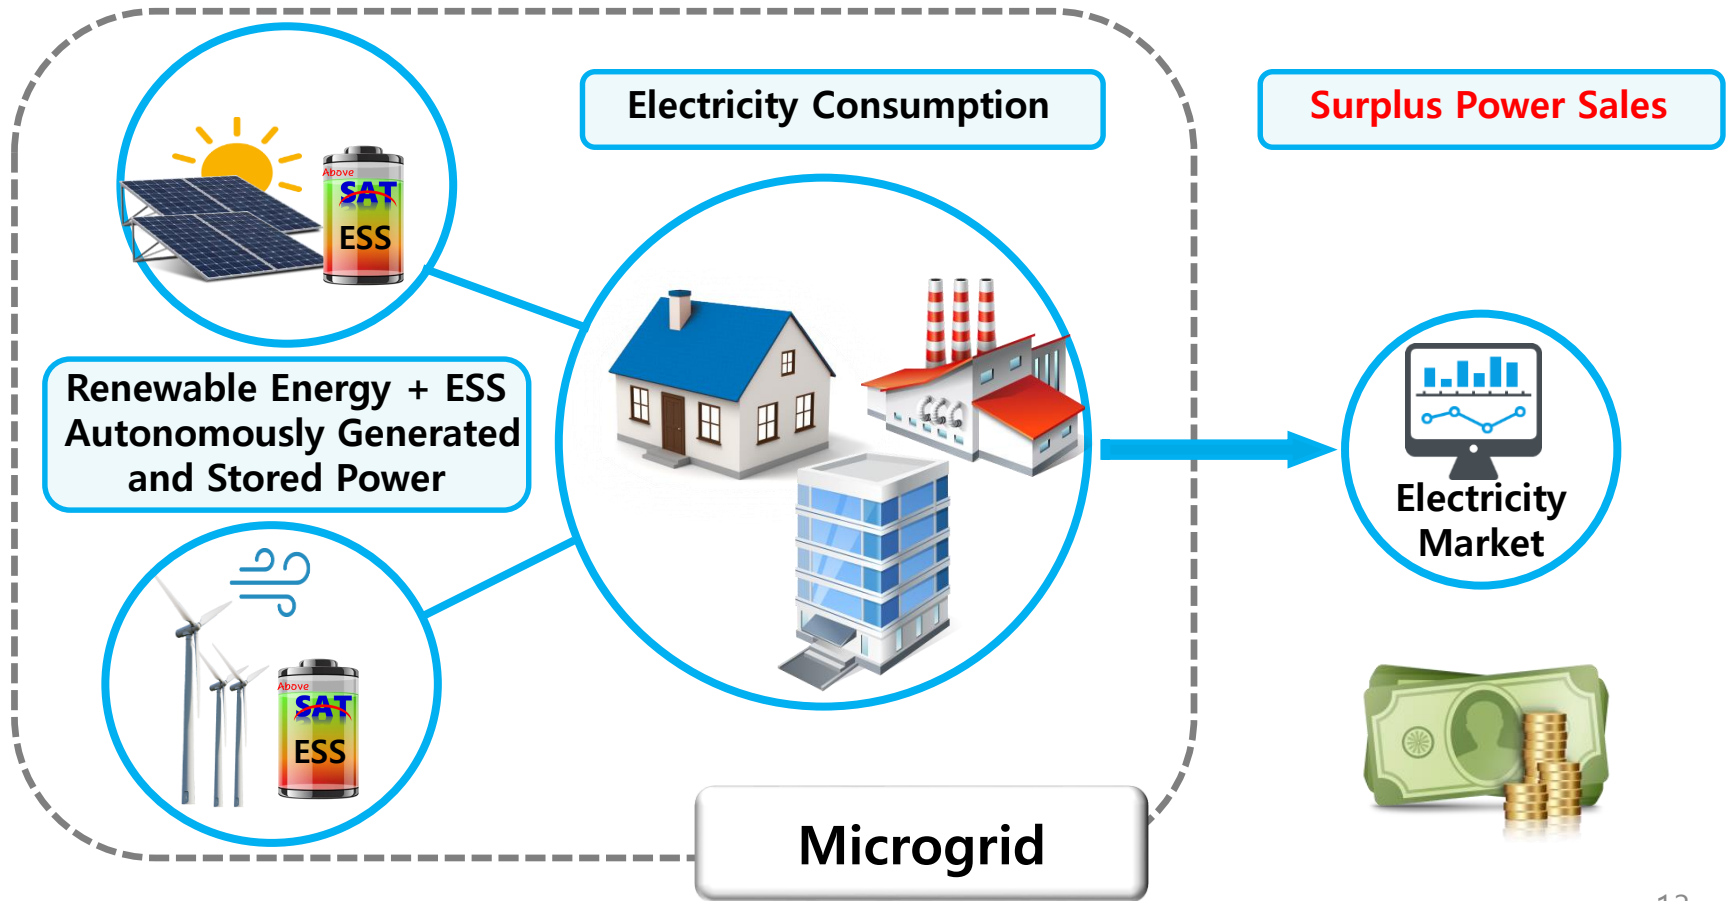 Electricity Consumption
Surplus Power Sales
Above
SAT
ESS
Renewable Energy + ESS
Autonomously Generated
and Stored Power
Above
SAT
ESS
Electricity
Market
Microgrid